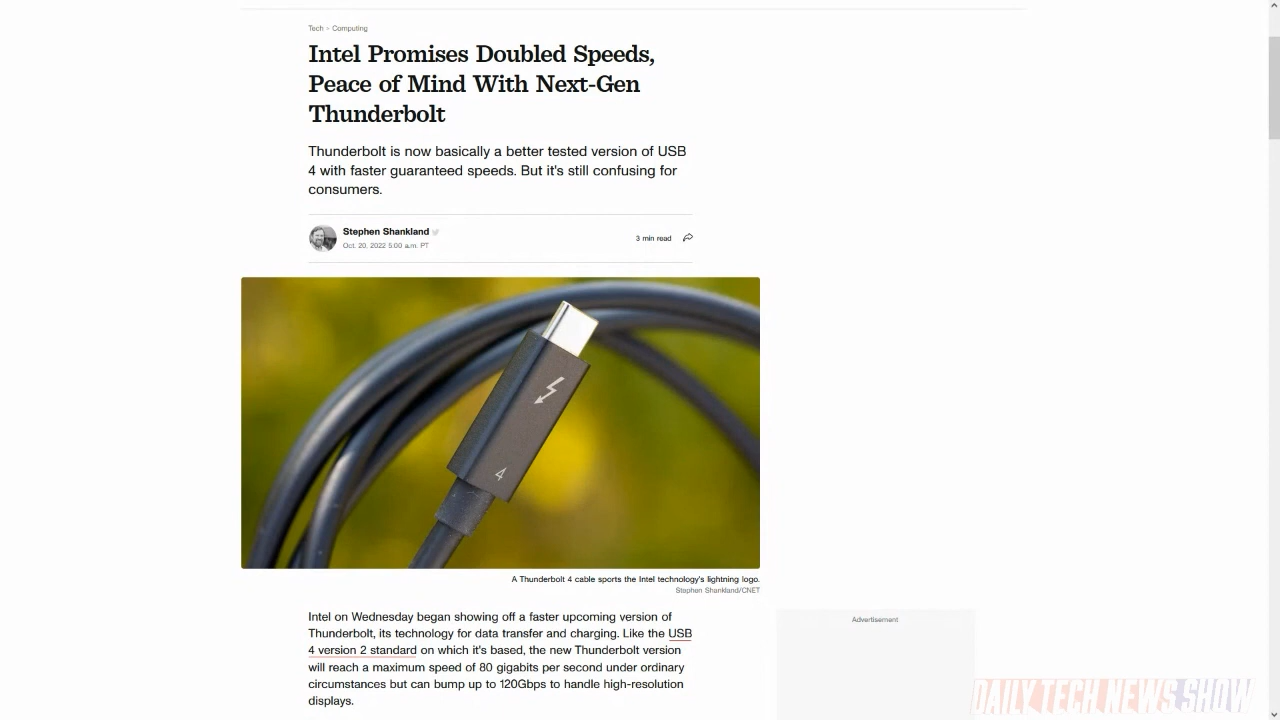 Tech > Computing
Intel Promises Doubled Speeds,
Peace of Mind With Next-Gen
Thunderbolt
Thunderbolt is now basically a better tested version of USB
4 with faster guaranteed speeds. But it's still confusing for
consumers.
Stephen Shankland
Oct. 20, 2022 5:00 a.m. PT
3 min read
4
A Thunderbolt 4 cable sports the Intel technology's lightning logo.
Stephen Shankland/CNET
Intel on Wednesday began showing off a faster upcoming version of
Thunderbolt, its technology for data transfer and charging. Like the USB
4 version 2 standard on which it's based, the new Thunderbolt version
will reach a maximum speed of 80 gigabits per second under ordinary
circumstances but can bump up to 120Gbps to handle high-resolution
displays.
Advertisement
DAILY TECH NEWS SHOW